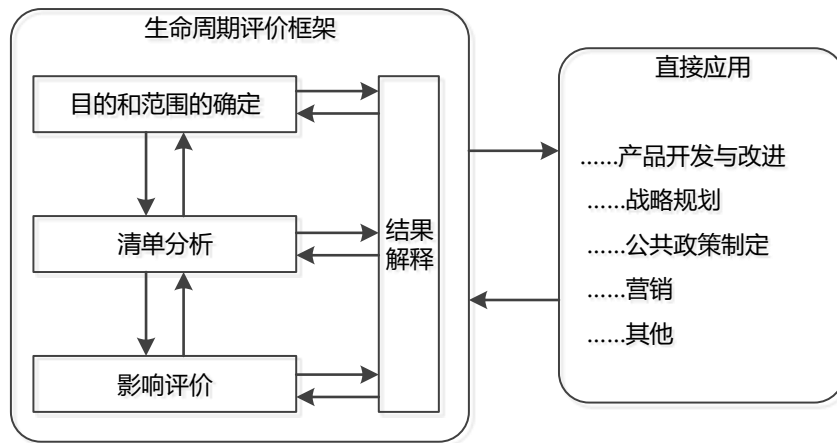 生命周期评价框架
目的和范围的确定
清单分析
影响评价
结果
解释
直接应用
……产品开发与改进
……战略规划
……公共政策制定
……营销
……其他